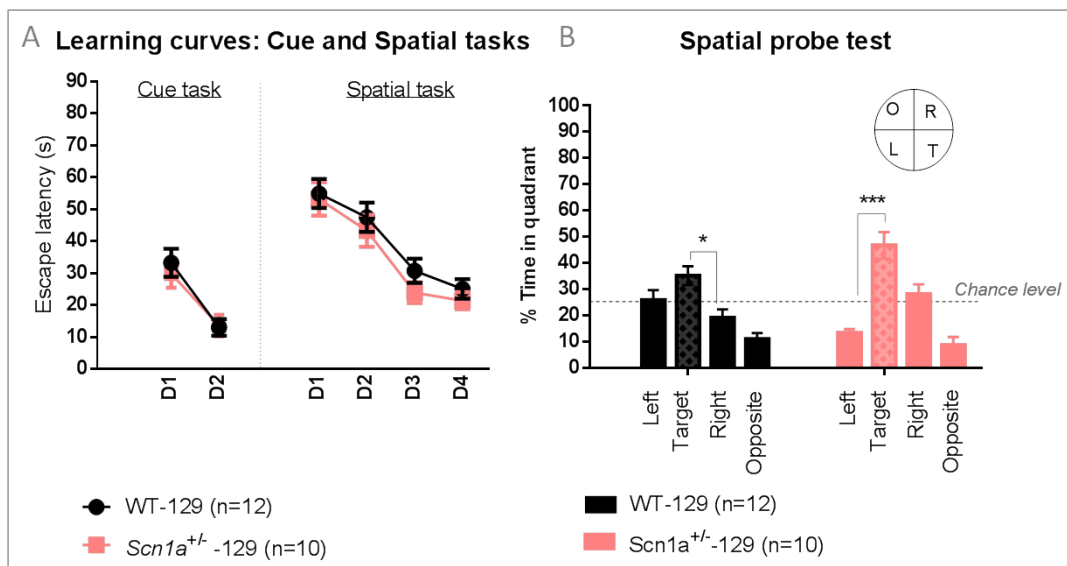 A Learning curves: Cue and Spatial tasks
Cue task
Spatial task
Escape latency (s)
90
80
70
60
50
40
30
20
10
0
D1
D2
D1
D2
D3
D4
WT-129 (n=12)
Scn1a+/- -129 (n=10)
B Spatial probe test
O R
L T
% Time in quadrant
100
90
80
70
60
50
40
30
20
10
0
*
***
Chance level
Left
Target
Right
Opposite
Left
Target
Right
Opposite
WT-129 (n=12)
Scn1a+/--129 (n=10)